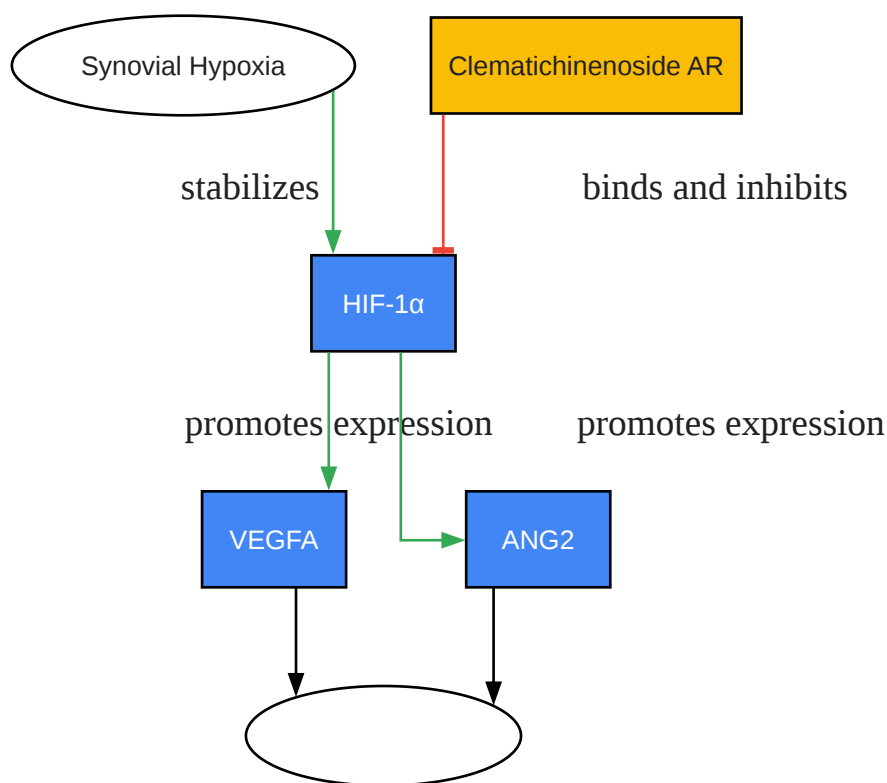 Synovial Hypoxia
Clematichinenoside AR
stabilizes
binds and inhibits
HIF-1α
promotes expression
promotes expression
VEGFA
ANG2